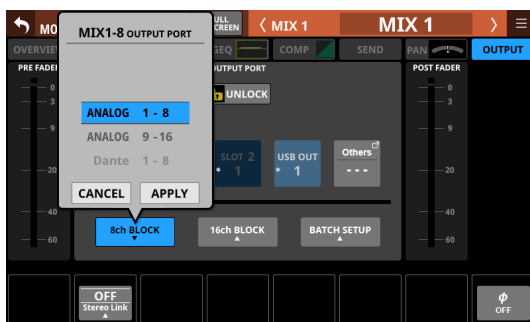 MO
MIX1-8 OUTPUT PORT
ULL
SCREEN
MIX 1
MIX 1
OVERVIE
GEQ
COMP
SEND
PAN
OUTPUT
PRE FADER
OUTPUT PORT
POST FADER
UNLOCK
0
3
9
20
40
60
ANALOG 1 - 8
ANALOG 9 - 16
Dante 1 - 8
CANCEL APPLY
SLOT 2
1
USB OUT
1
Others
---
0
3
9
20
40
60
8ch BLOCK
16ch BLOCK
BATCH SETUP
OFF
Stereo Link
ϕ
OFF